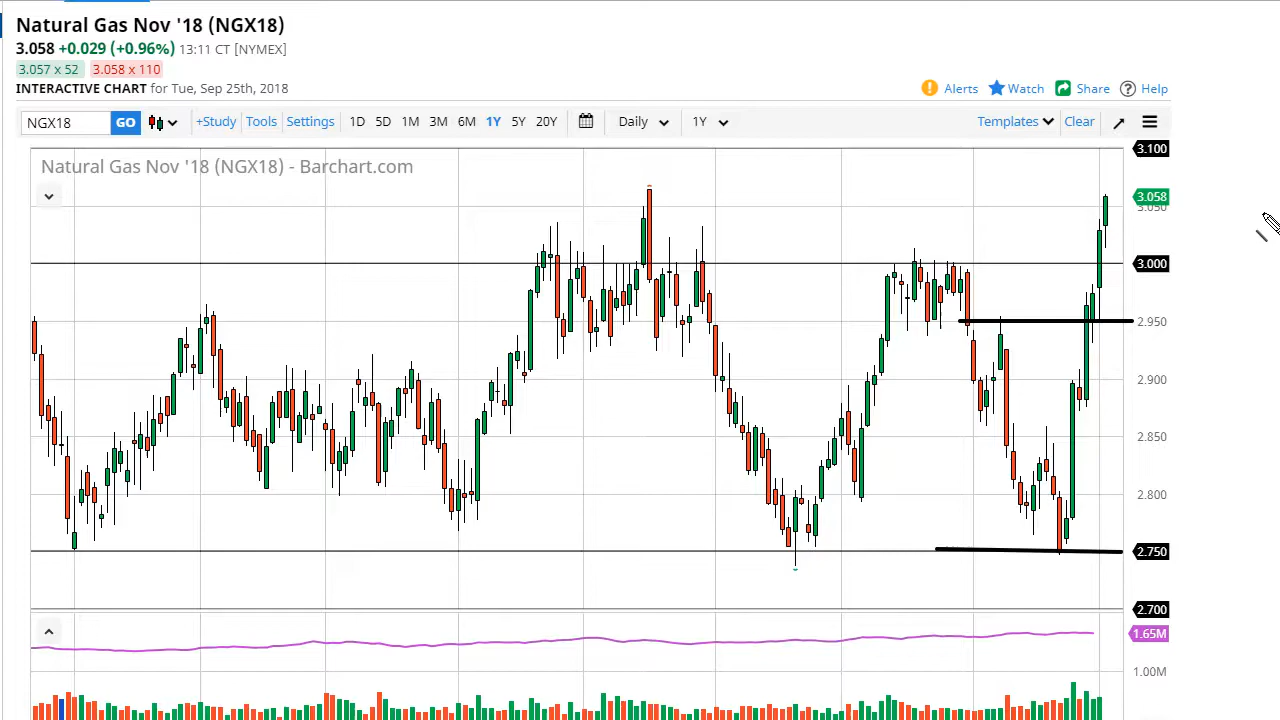 Natural Gas Nov '18 (NGX18)
3.058 +0.029 (+0.96%) 13:11 CT [NYMEX]
3.057 x 52 3.058 x 110
INTERACTIVE CHART for Tue, Sep 25th, 2018
Alerts Watch Share Help
NGX18 GO +Study Tools Settings 1D 5D 1M 3M 6M 1Y 5Y 20Y Daily 1Y Templates Clear
Natural Gas Nov '18 (NGX18) - Barchart.com
3.100
3.058
3.050
3.000
2.950
2.900
2.850
2.800
2.750
2.700
1.65M
1.00M